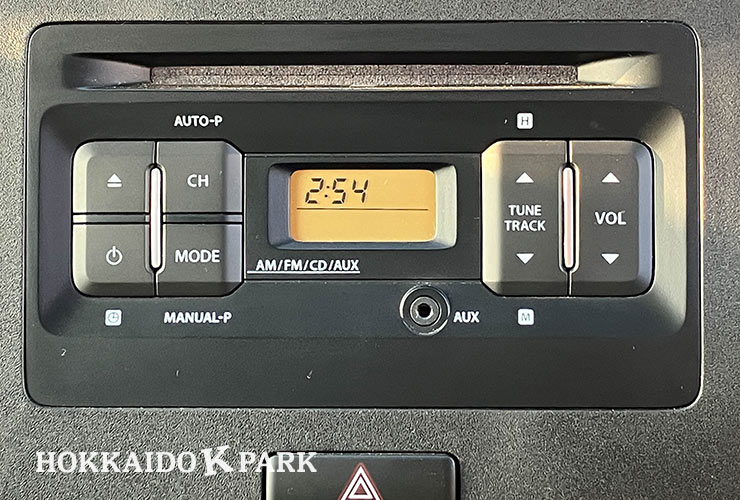 AUTO-P
H
CH
2:54
TUNE
TRACK
VOL
MODE
AM/FM/CD/AUX
MANUAL-P
AUX
M
HOKKAIDO K PARK